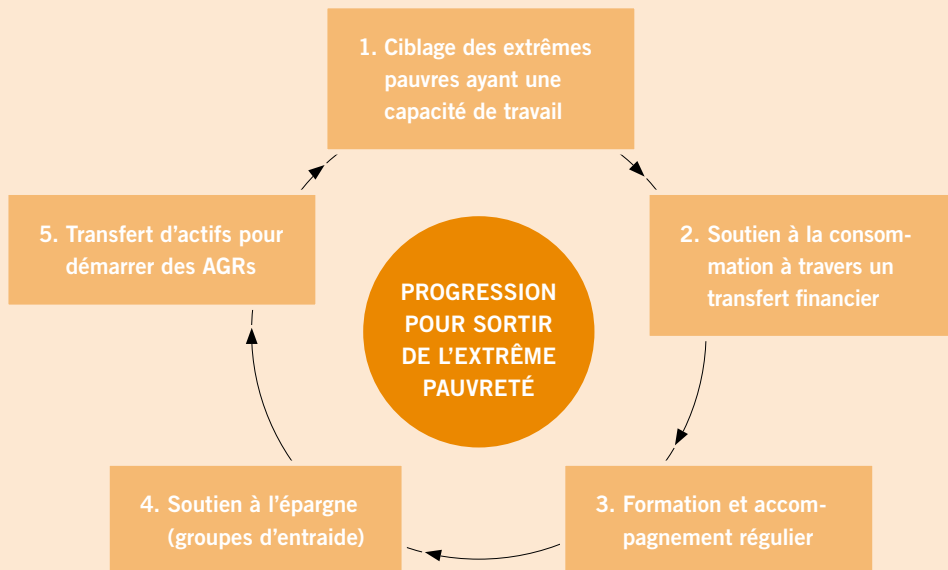 1. Ciblage des extrêmes
pauvres ayant une
capacité de travail
2. Soutien à la consom-
mation à travers un
transfert financier
3. Formation et accom-
pagnement régulier
4. Soutien à l'épargne
(groupes d'entraide)
5. Transfert d'actifs pour
démarrer des AGRs
PROGRESSION
POUR SORTIR
DE L'EXTRÊME
PAUVRETÉ